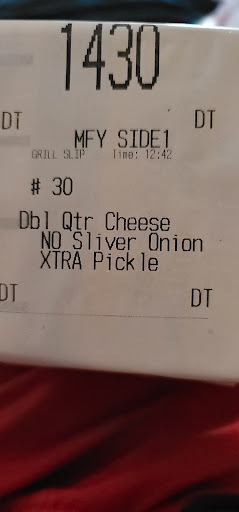 1430
DT DT
MFY SIDE1
GRILL SLIP Time: 12:42
# 30
Dbl Qtr Cheese
NO Sliver Onion
XTRA Pickle
DT DT